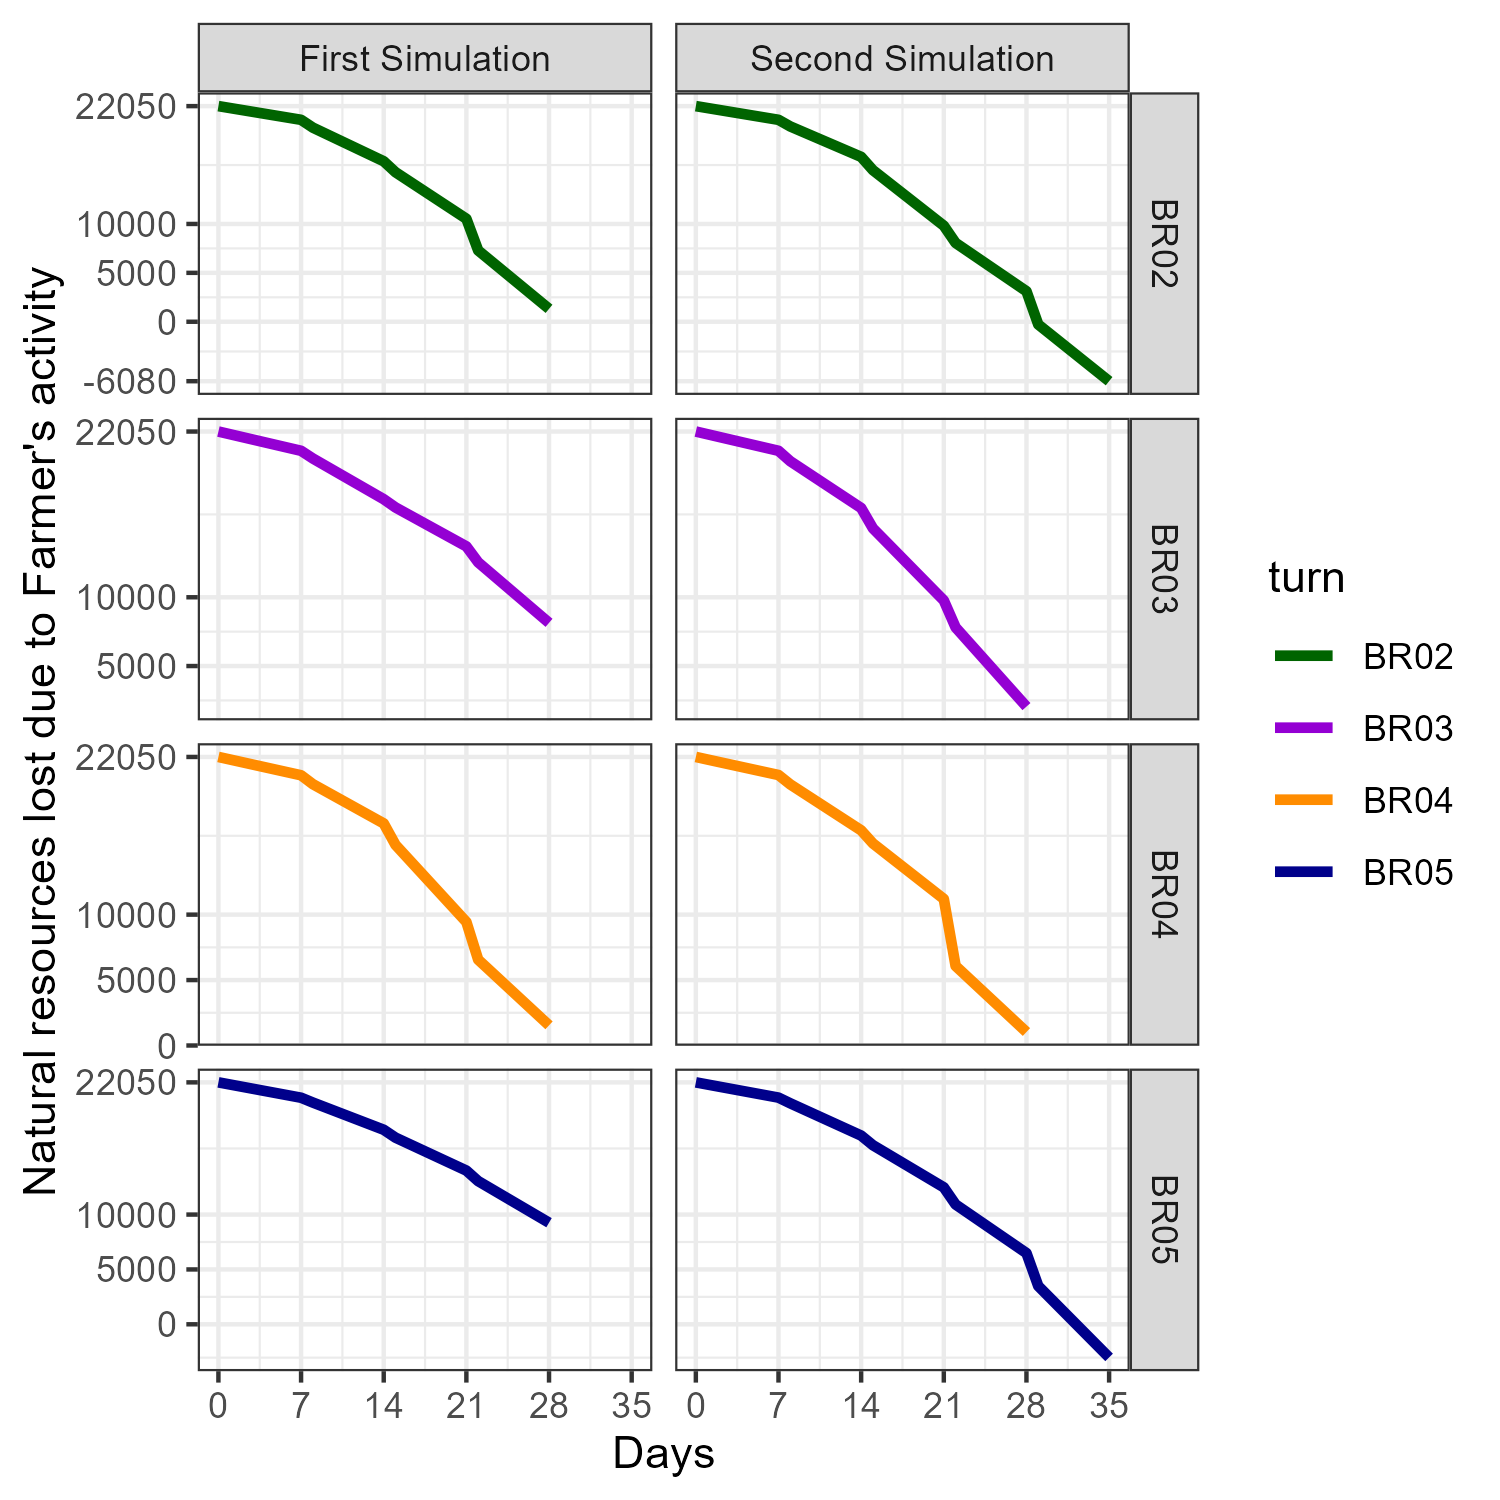 First Simulation
Second Simulation
Natural resources lost due to Farmer's activity
22050
10000
5000
0
-6080
BR02
22050
10000
5000
BR03
22050
10000
5000
0
BR04
22050
10000
5000
0
BR05
0 7 14 21 28 35
0 7 14 21 28 35
Days
turn
BR02
BR03
BR04
BR05